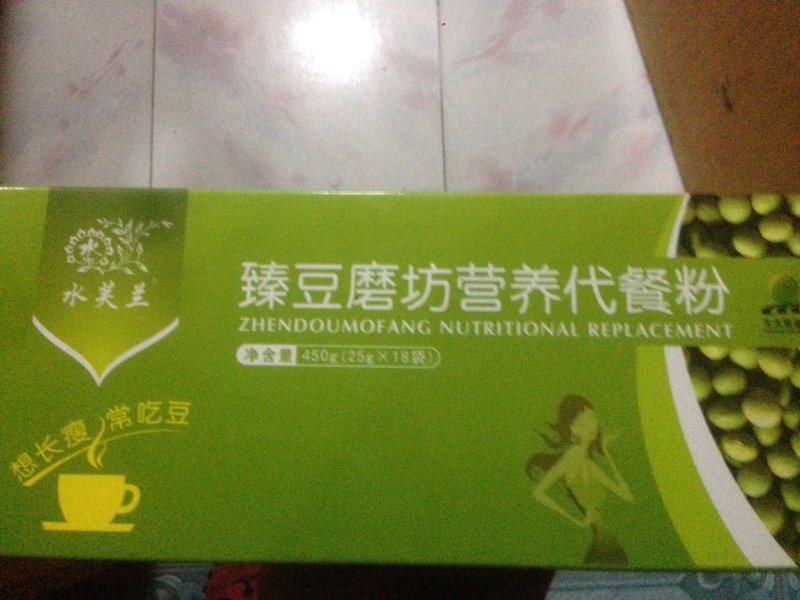 水
水芙兰
臻豆磨坊营养代餐粉
ZHENDOUMOFANG NUTRITIONAL REPLACEMENT
净含量 450g(25g×18袋)
想长瘦 常吃豆